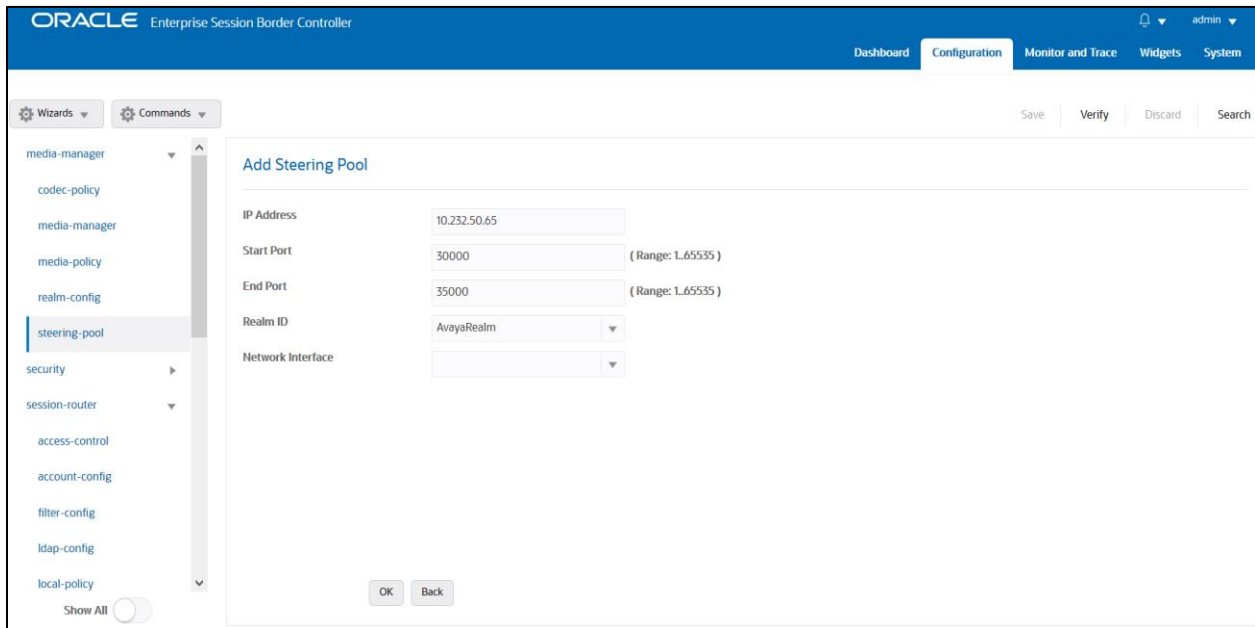 ORACLE Enterprise Session Border Controller
admin
Dashboard Configuration Monitor and Trace Widgets System
Wizards Commands
Save Verify Discard Search
media-manager
codec-policy
media-manager
media-policy
realm-config
steering-pool
security
session-router
access-control
account-config
filter-config
ldap-config
local-policy
Show All
Add Steering Pool
IP Address 10.232.50.65
Start Port 30000 ( Range: 1..65535 )
End Port 35000 ( Range: 1..65535 )
Realm ID AvayaRealm
Network Interface
OK Back